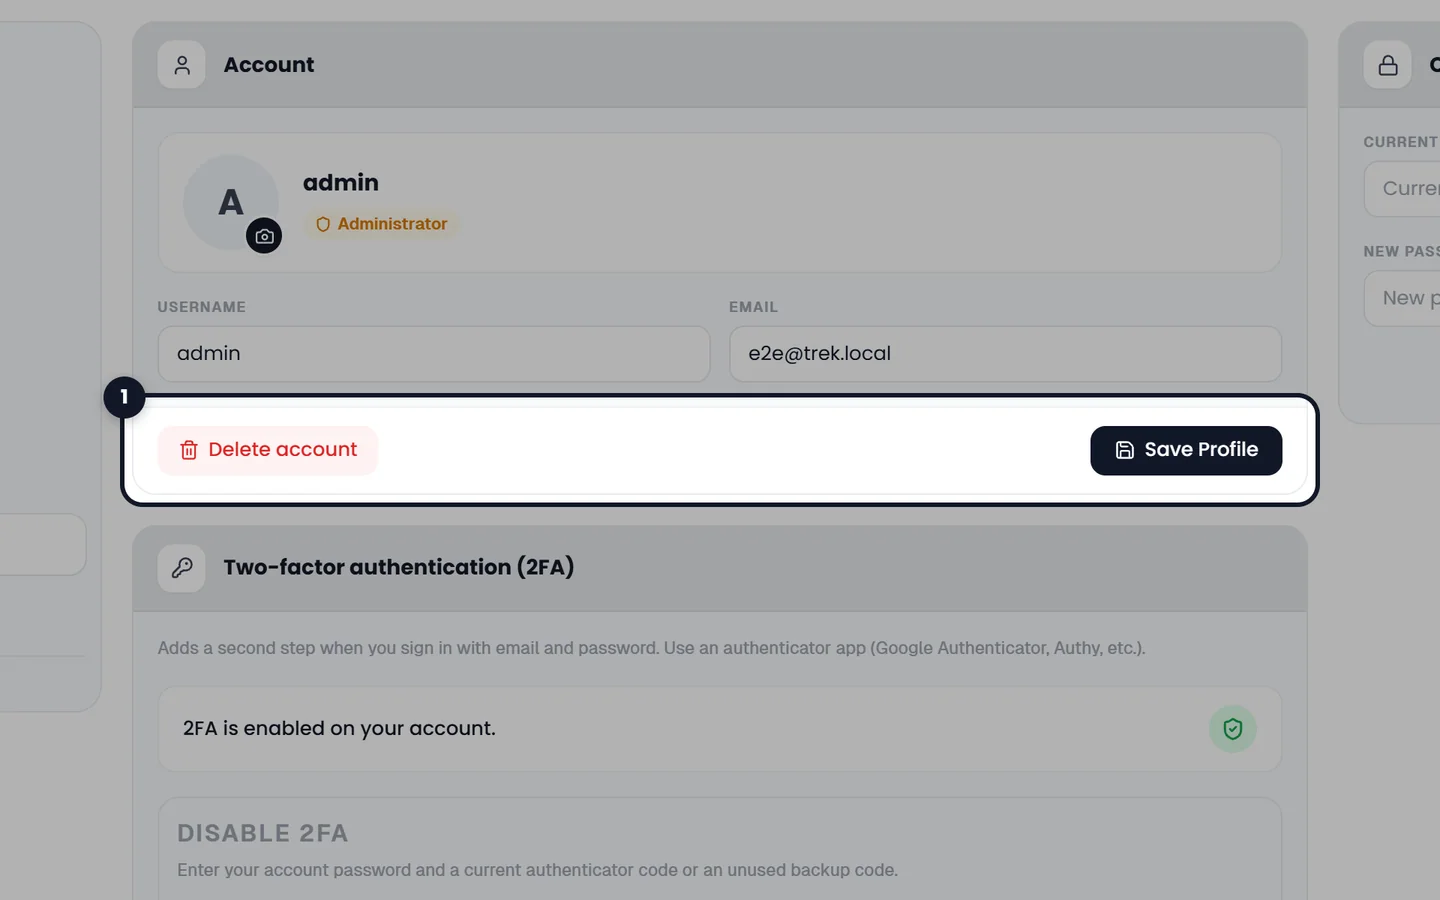 Account
A
admin
Administrator
USERNAME
EMAIL
admin
e2e@trek.local
1
Delete account
Save Profile
Two-factor authentication (2FA)
Adds a second step when you sign in with email and password. Use an authenticator app (Google Authenticator, Authy, etc.).
2FA is enabled on your account.
DISABLE 2FA
Enter your account password and a current authenticator code or an unused backup code.
CURRENT
NEW
New